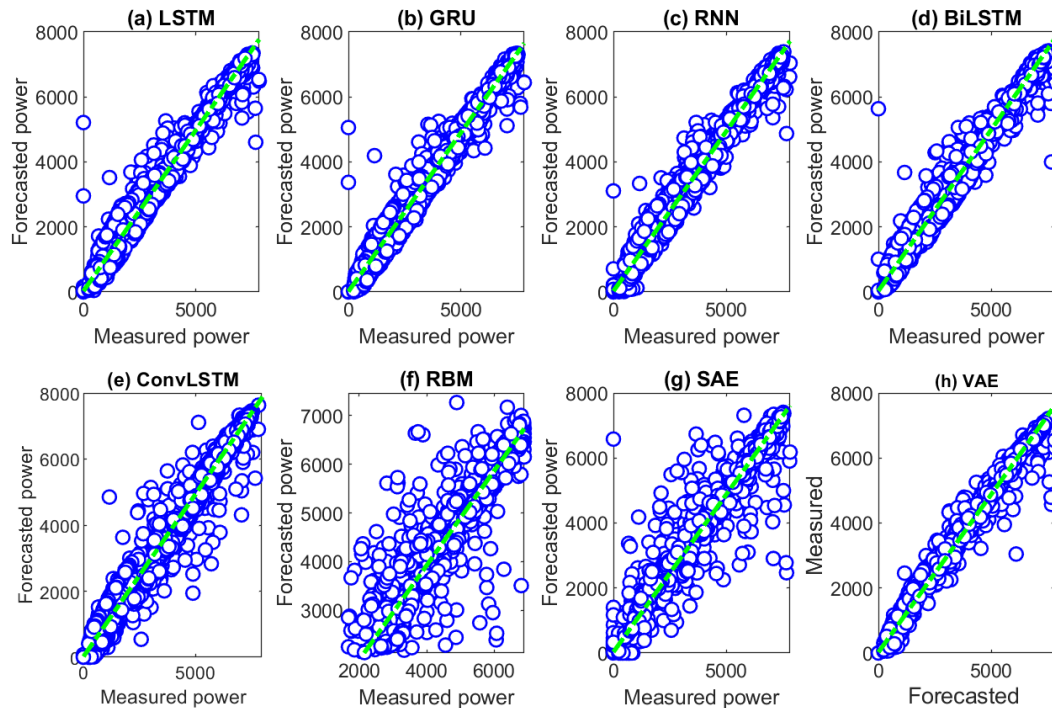 (a) LSTM
8000
6000
4000
2000
0
0
5000
Forecasted power
Measured power
(b) GRU
8000
6000
4000
2000
0
0
5000
Forecasted power
Measured power
(c) RNN
8000
6000
4000
2000
0
0
5000
Forecasted power
Measured power
(d) BiLSTM
8000
6000
4000
2000
0
0
5000
Forecasted power
Measured power
(e) ConvLSTM
8000
6000
4000
2000
0
0
5000
Forecasted power
Measured power
(f) RBM
7000
6000
5000
4000
3000
2000
4000
6000
Forecasted power
Measured power
(g) SAE
8000
6000
4000
2000
0
0
5000
Forecasted power
Measured power
(h) VAE
8000
6000
4000
2000
0
0
5000
Measured
Forecasted